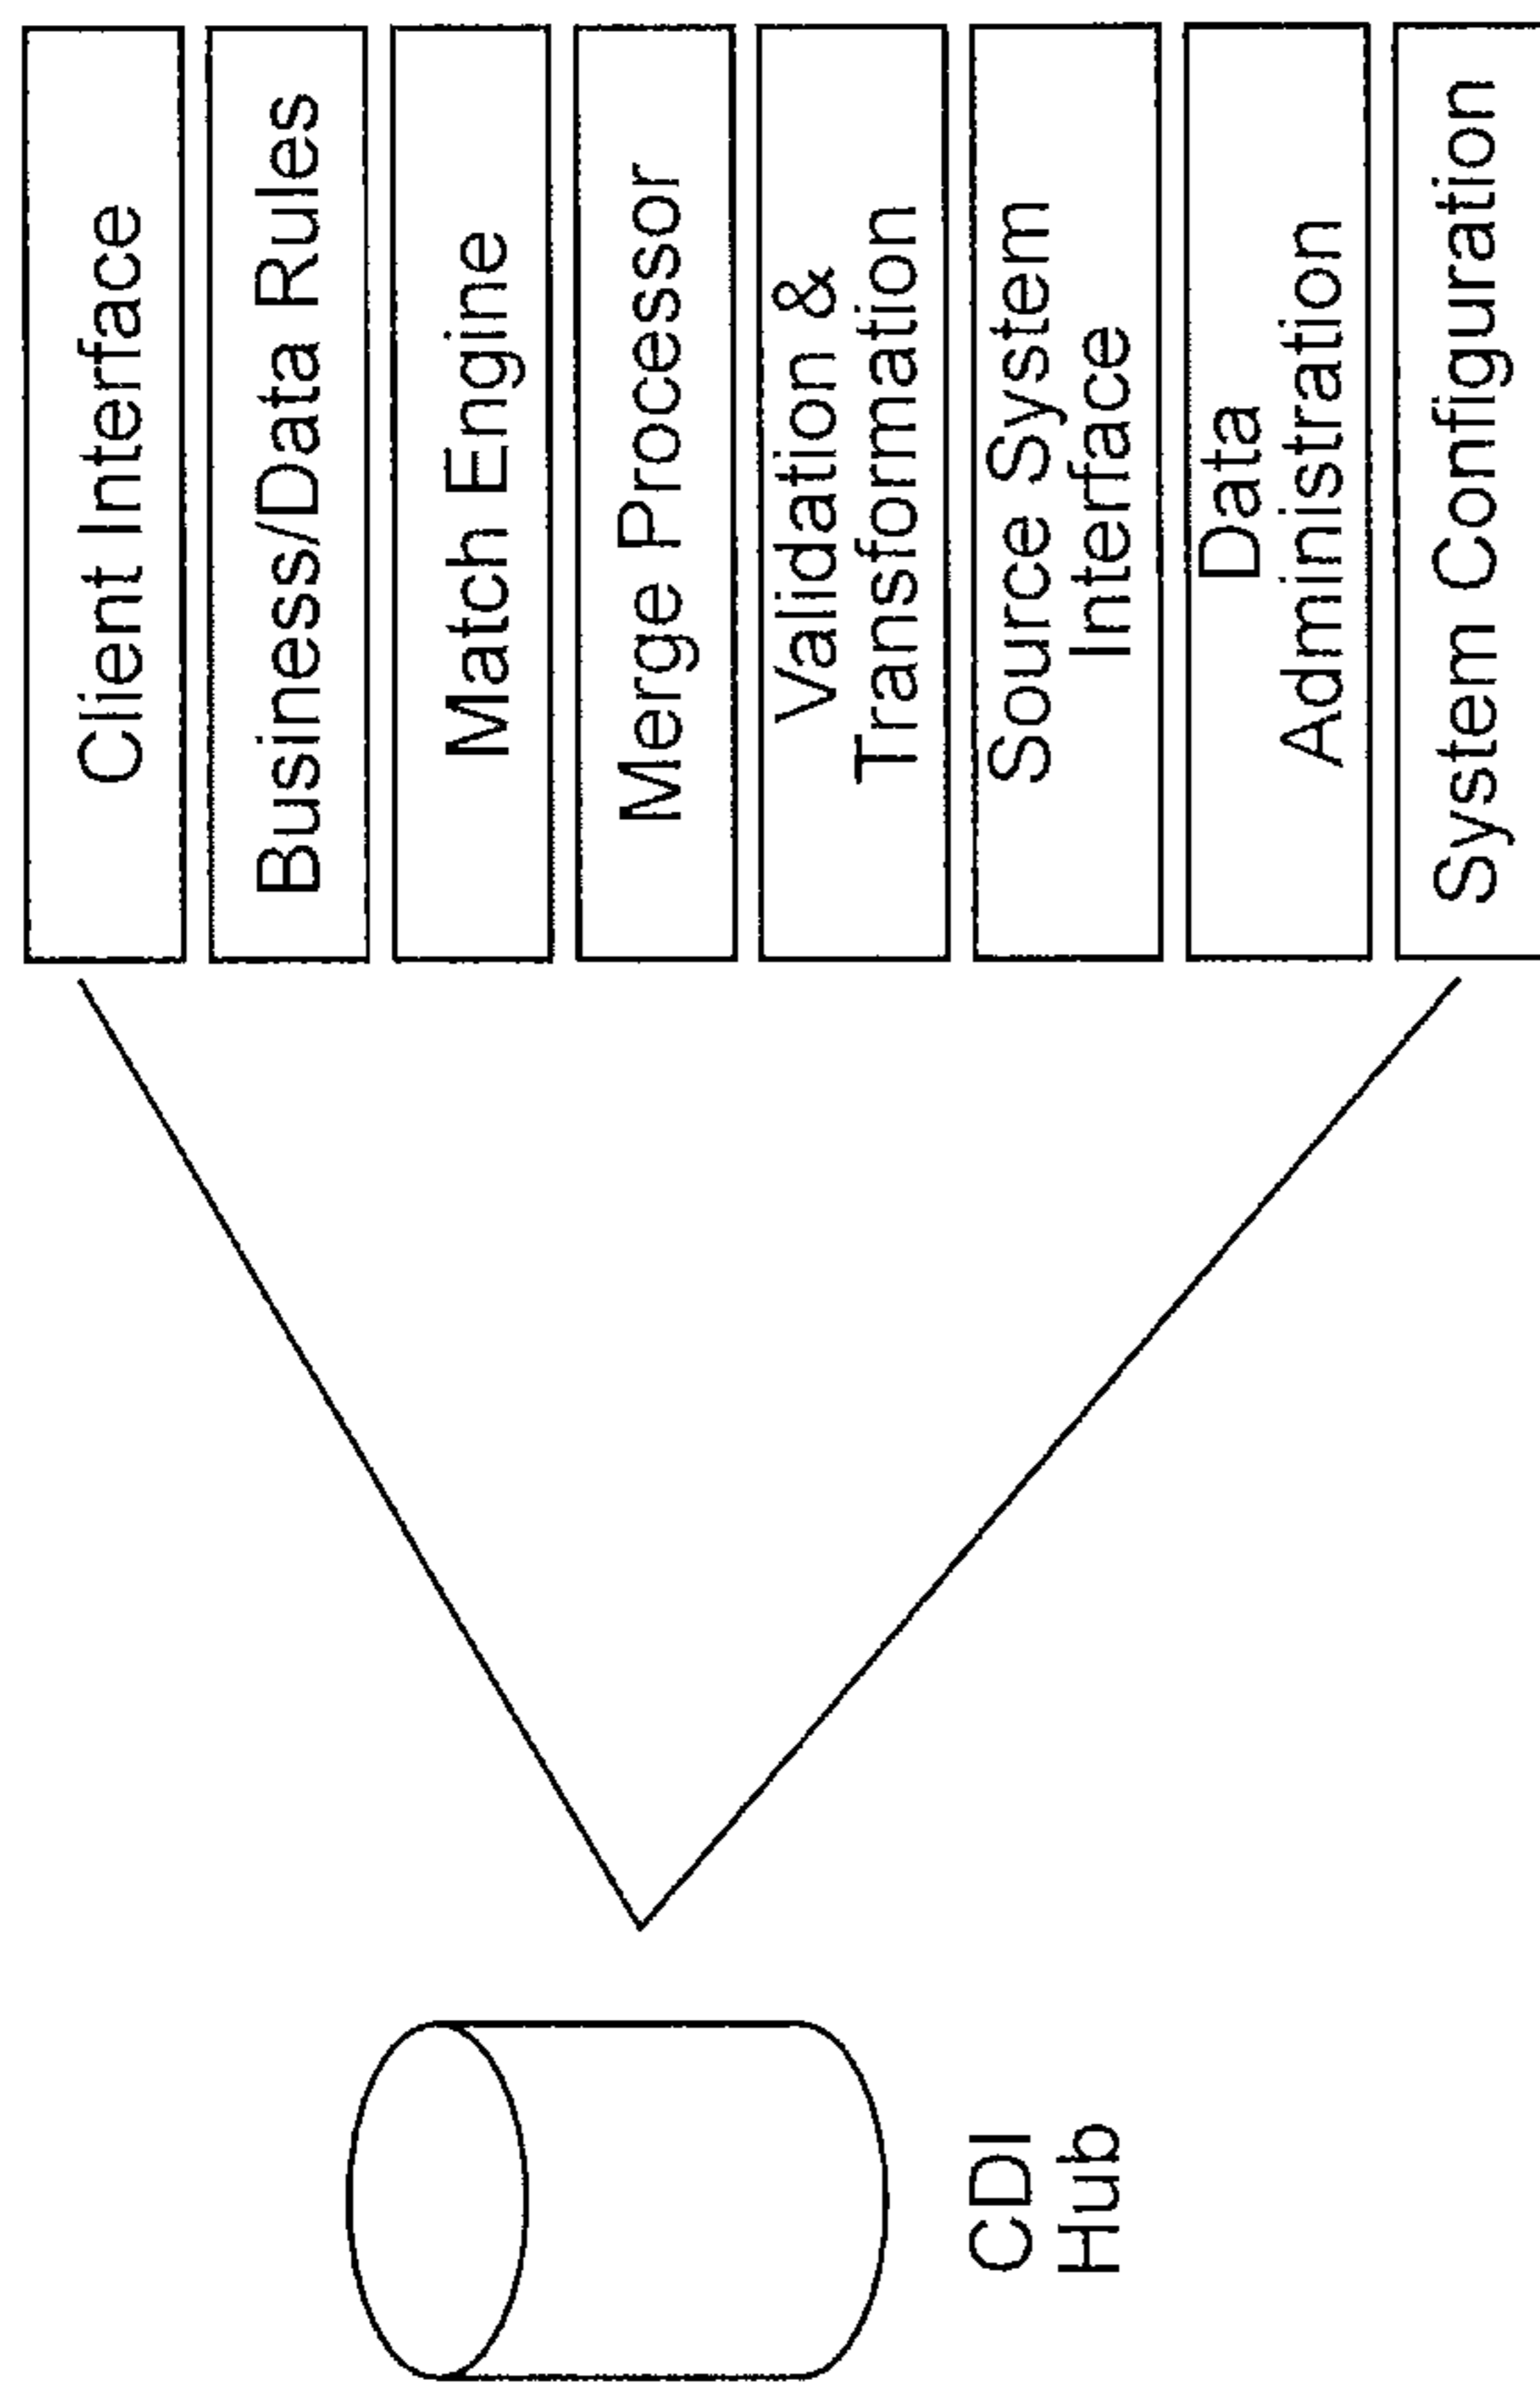 Client Interface
Business/Data Rules
Match Engine
Merge Processor
Validation &
Transformation
Source System
Interface
Data
Administration
System Configuration
CDI
Hub